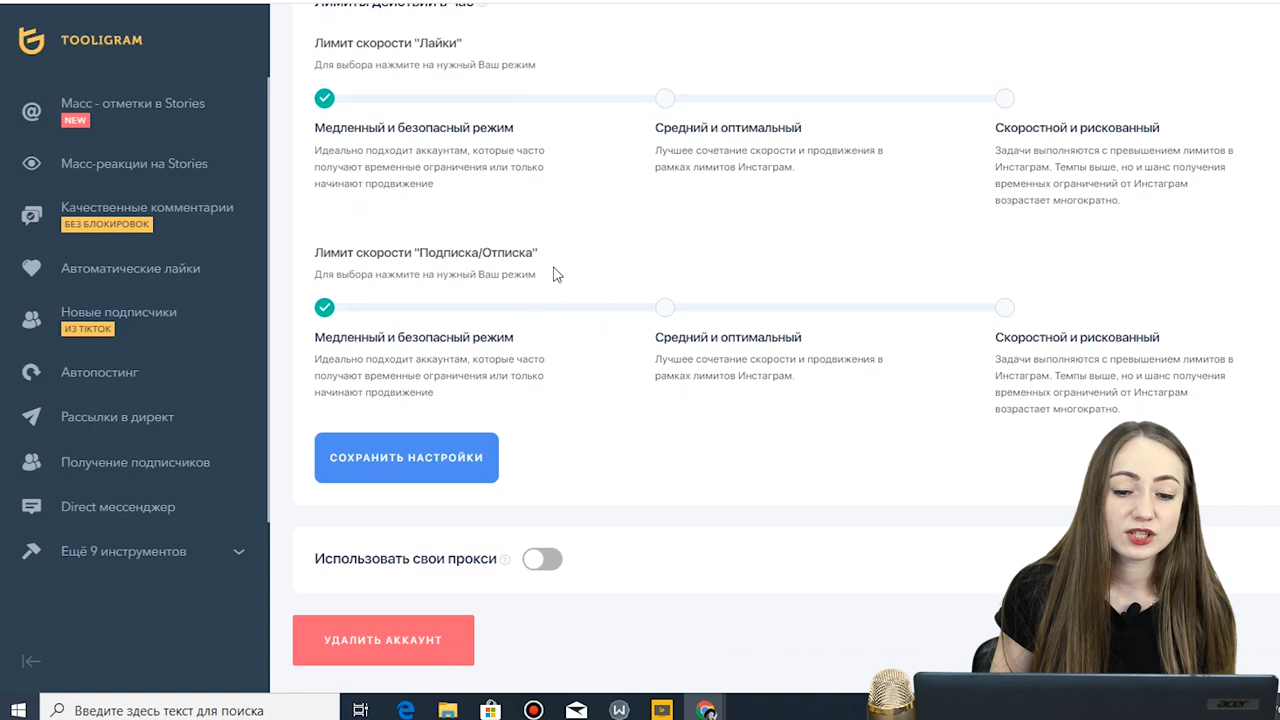 TOOLIGRAM
Масс - отметки в Stories
NEW
Масс-реакции на Stories
Качественные комментарии
БЕЗ БЛОКИРОВОК
Автоматические лайки
Новые подписчики
ИЗ TIKTOK
Автопостинг
Рассылки в директ
Получение подписчиков
Direct мессенджер
Ещё 9 инструментов
Лимиты действий в час
Лимит скорости "Лайки"
Для выбора нажмите на нужный Ваш режим
Медленный и безопасный режим
Идеально подходит аккаунтам, которые часто
получают временные ограничения или только
начинают продвижение
Средний и оптимальный
Лучшее сочетание скорости и продвижения в
рамках лимитов Инстаграм.
Скоростной и рискованный
Задачи выполняются с превышением лимитов в
Инстаграм. Темпы выше, но и шанс получения
временных ограничений от Инстаграм
возрастает многократно.
Лимит скорости "Подписка/Отписка"
Для выбора нажмите на нужный Ваш режим
Медленный и безопасный режим
Идеально подходит аккаунтам, которые часто
получают временные ограничения или только
начинают продвижение
Средний и оптимальный
Лучшее сочетание скорости и продвижения в
рамках лимитов Инстаграм.
Скоростной и рискованный
Задачи выполняются с превышением лимитов в
Инстаграм. Темпы выше, но и шанс получения
временных ограничений от Инстаграм
возрастает многократно.
СОХРАНИТЬ НАСТРОЙКИ
Использовать свои прокси
УДАЛИТЬ АККАУНТ
Введите здесь текст для поиска
acer